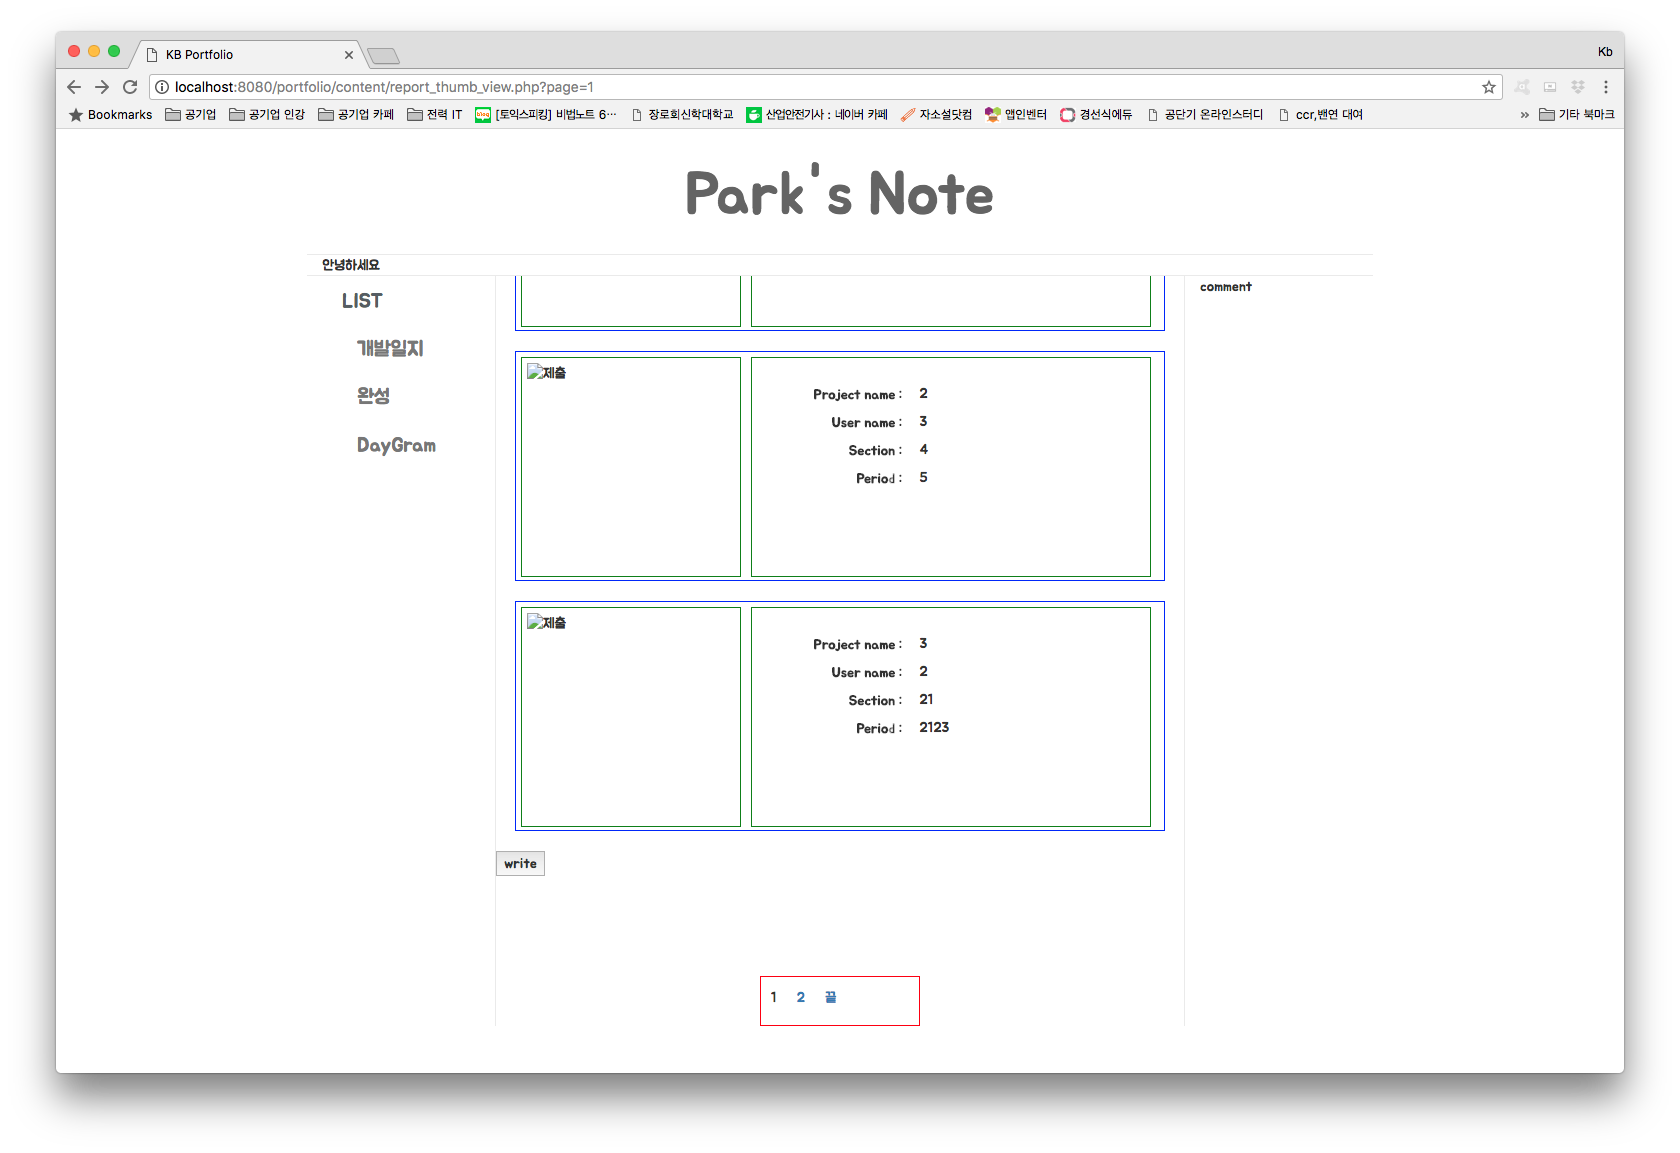 KB Portfolio
Kb
localhost:8080/portfolio/content/report_thumb_view.php?page=1
Bookmarks 공기업 공기업 인강 공기업 카페 전력 IT blog [토익스피킹] 비법노트 6… 장로회신학대학교 산업안전기사 : 네이버 카페 자소설닷컴 앱인벤터 경선식에듀 공단기 온라인스터디 ccr,밴연 대여 » 기타 북마크
Park's Note
안녕하세요
LIST
개발일지
완성
DayGram
제출
Project name : 2
User name : 3
Section : 4
Period : 5
제출
Project name : 3
User name : 2
Section : 21
Period : 2123
write
1 2 끝
comment